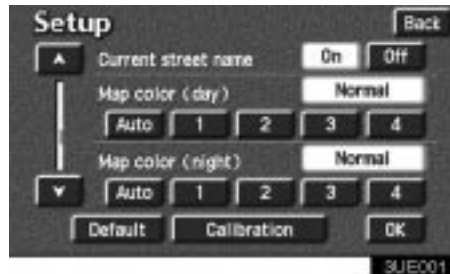 Setup Back
Current street name On Off
Map color (day) Normal
Auto 1 2 3 4
Map color (night) Normal
Auto 1 2 3 4
Default Calibration OK
3UE001